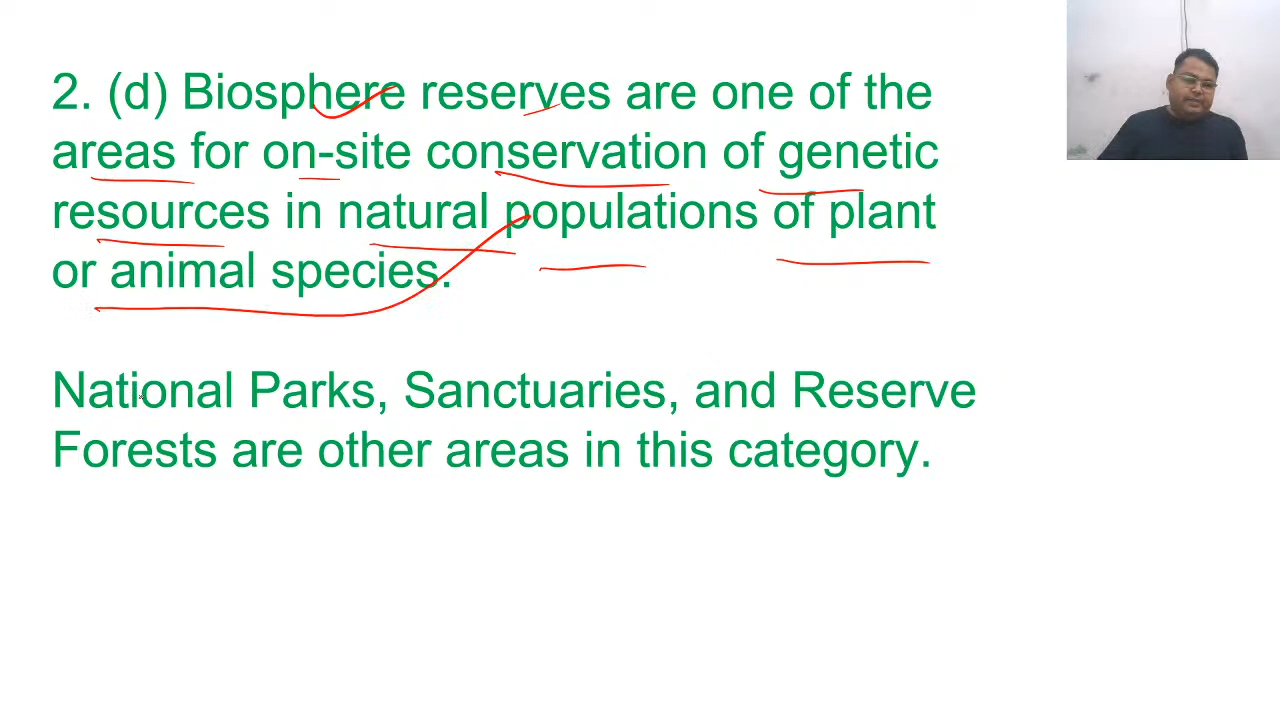 2. (d) Biosphere reserves are one of the
areas for on-site conservation of genetic
resources in natural populations of plant
or animal species.
National Parks, Sanctuaries, and Reserve
Forests are other areas in this category.